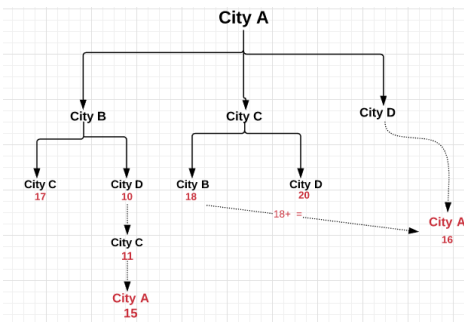 City A
City B
City C
City D
City C
City D
City B
City D
17
10
18
20
18+ =
City A
16
City C
11
City A
15